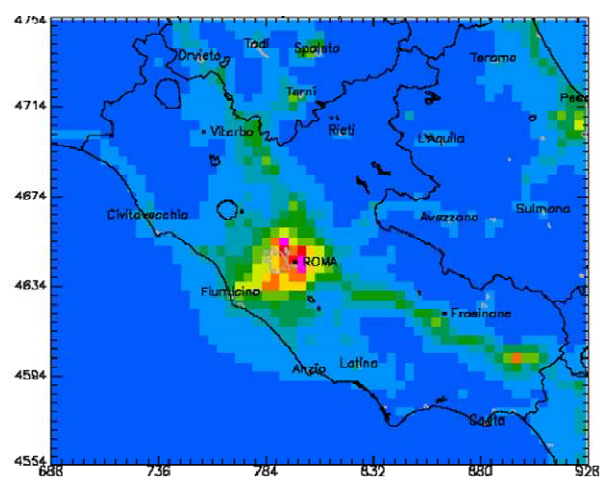 4754
Orvieto Todi Spoleto Teramo
Terni
4714
Viterbo Rieti L'Aquila
4674
Civitavecchia Avezzano Sulmona
ROMA
4634
Fiumicino
Frosinone
4594
Anzio Latina
Gaeta
4554
688 736 784 832 880 928